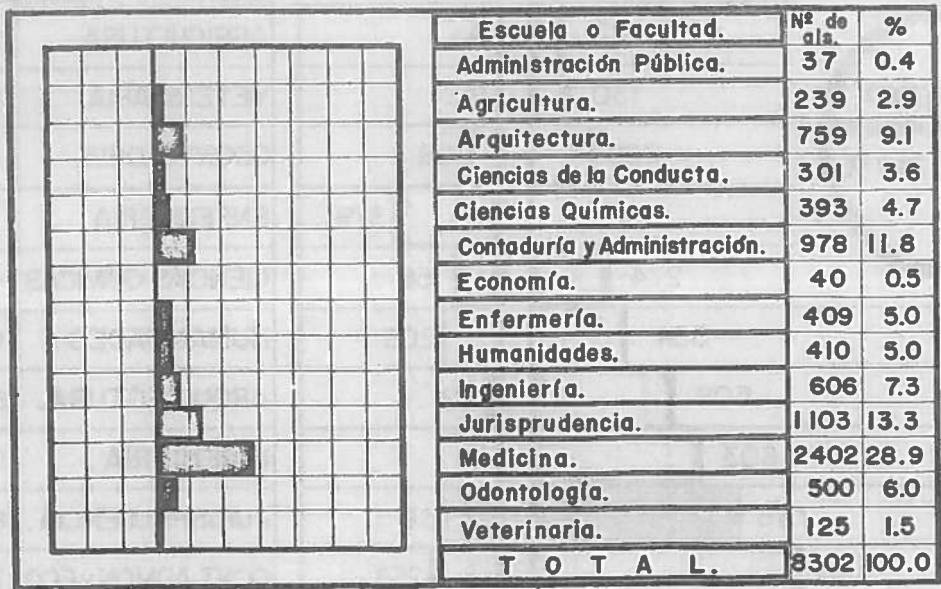 Escuela o Facultad. Nº de als. %
Administración Pública. 37 0.4
Agricultura. 239 2.9
Arquitectura. 759 9.1
Ciencias de la Conducta. 301 3.6
Ciencias Químicas. 393 4.7
Contaduría y Administración. 978 11.8
Economía. 40 0.5
Enfermería. 409 5.0
Humanidades. 410 5.0
Ingeniería. 606 7.3
Jurisprudencia. 1103 13.3
Medicina. 2402 28.9
Odontología. 500 6.0
Veterinaria. 125 1.5
T O T A L. 8302 100.0